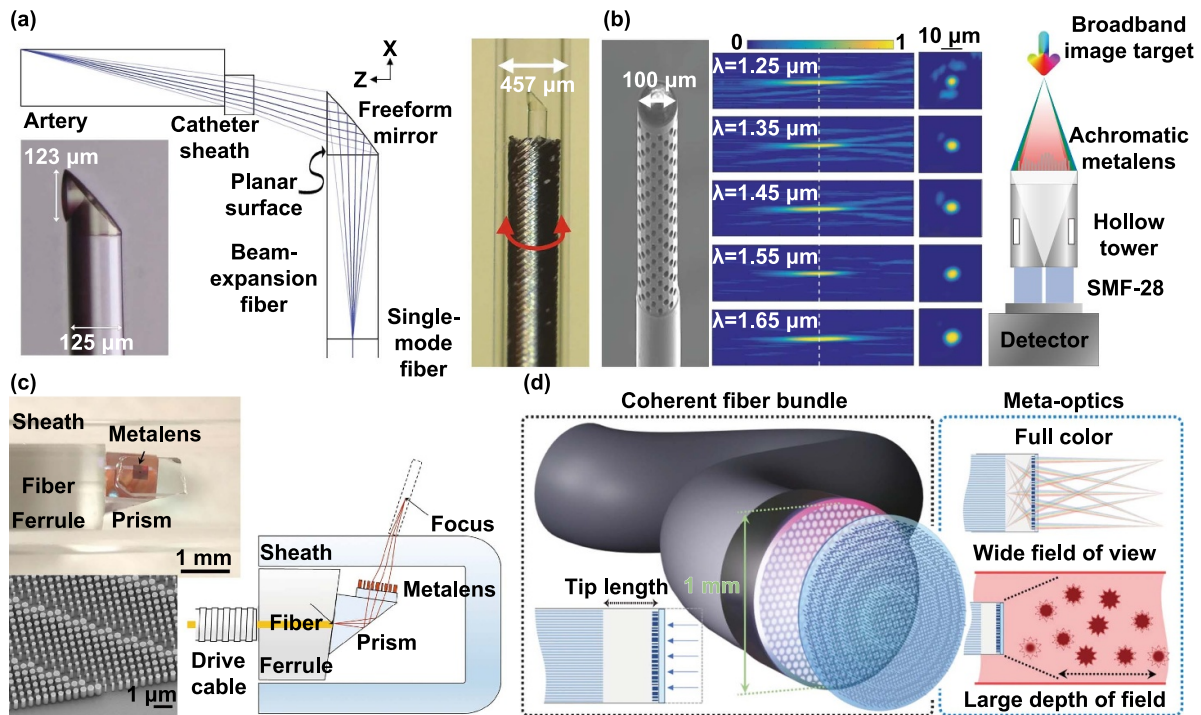 (a)
X
Z
Freeform
mirror
Artery
Catheter
sheath
123 μm
Planar
surface
Beam-
expansion
fiber
125 μm
Single-
mode
fiber
457 μm
(b)
100 μm
0
1
10 μm
λ=1.25 μm
λ=1.35 μm
λ=1.45 μm
λ=1.55 μm
λ=1.65 μm
Broadband
image target
Achromatic
metalens
Hollow
tower
SMF-28
Detector
(c)
Sheath
Metalens
Fiber
Ferrule
Prism
1 mm
1 μm
Focus
Sheath
Metalens
Fiber
Prism
Ferrule
Drive
cable
(d)
Coherent fiber bundle
Tip length
1 mm
Meta-optics
Full color
Wide field of view
Large depth of field